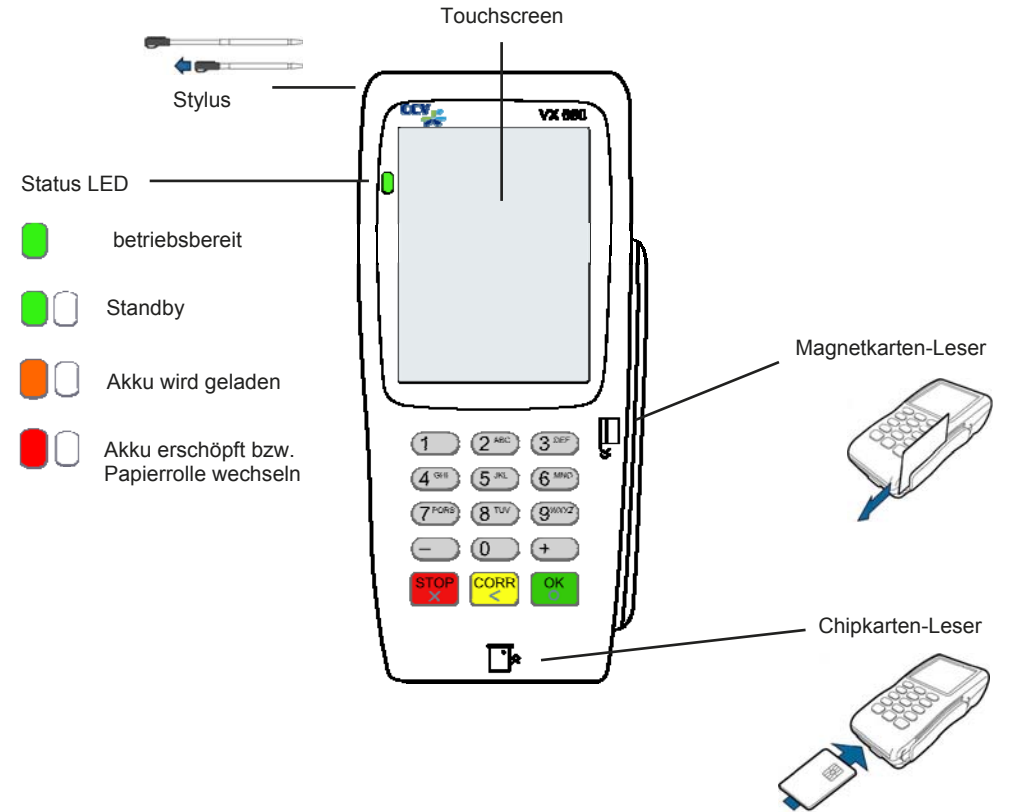 Touchscreen
Stylus
CCV
Status LED
betriebsbereit
Standby
Akku wird geladen
Akku erschöpft bzw.
Papierrolle wechseln
Magnetkarten-Leser
1 2 ABC 3 DEF
4 GHI 5 JKL 6 MNO
7 PQRS 8 TUV 9 WXYZ
– 0 +
STOP CORR OK
X < O
Chipkarten-Leser